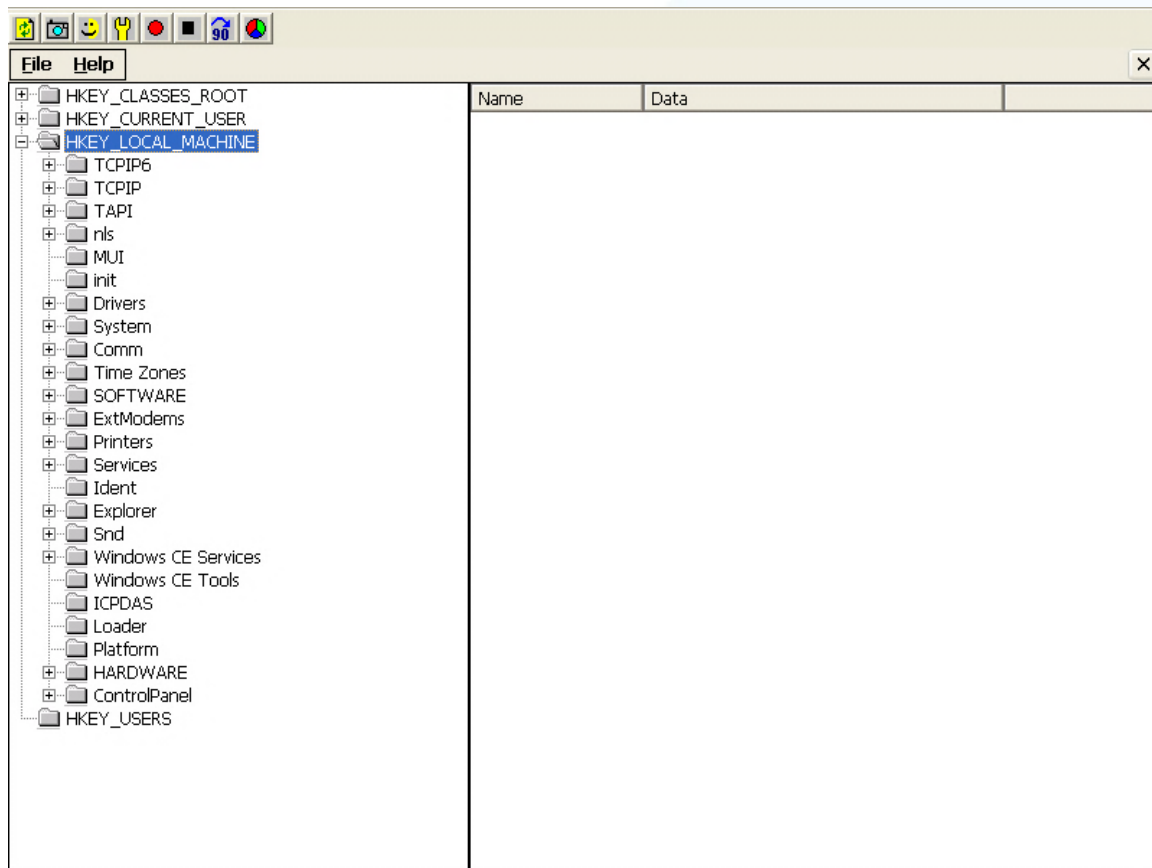 90
File Help
HKEY_CLASSES_ROOT
Name Data
HKEY_CURRENT_USER
HKEY_LOCAL_MACHINE
TCPIP6
TCPIP
TAPI
nls
MUI
init
Drivers
System
Comm
Time Zones
SOFTWARE
ExtModems
Printers
Services
Ident
Explorer
Snd
Windows CE Services
Windows CE Tools
ICPDAS
Loader
Platform
HARDWARE
ControlPanel
HKEY_USERS